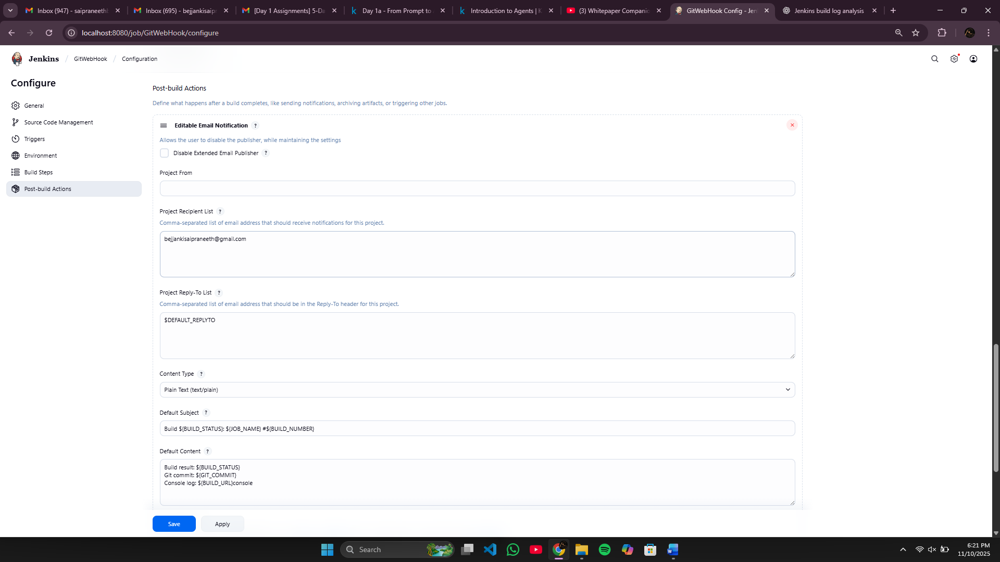 Inbox (947) - saipraneethb
Inbox (695) - bejjankisaipr
[Day 1 Assignments] 5-Da
Day 1a - From Prompt to
Introduction to Agents | K
(3) Whitepaper Companio
GitWebHook Config - Jen
Jenkins build log analysis
localhost:8080/job/GitWebHook/configure
Jenkins / GitWebHook / Configuration
Configure
General
Source Code Management
Triggers
Environment
Build Steps
Post-build Actions
Post-build Actions
Define what happens after a build completes, like sending notifications, archiving artifacts, or triggering other jobs.
Editable Email Notification ?
Allows the user to disable the publisher, while maintaining the settings
Disable Extended Email Publisher ?
Project From
Project Recipient List ?
Comma-separated list of email address that should receive notifications for this project.
bejjankisaipraneeth@gmail.com
Project Reply-To List ?
Comma-separated list of email address that should be in the Reply-To header for this project.
$DEFAULT_REPLYTO
Content Type ?
Plain Text (text/plain)
Default Subject ?
Build ${BUILD_STATUS}: ${JOB_NAME} #${BUILD_NUMBER}
Default Content ?
Build result: ${BUILD_STATUS}
Git commit: ${GIT_COMMIT}
Console log: ${BUILD_URL}console
Save
Apply
Search
6:21 PM
11/10/2025